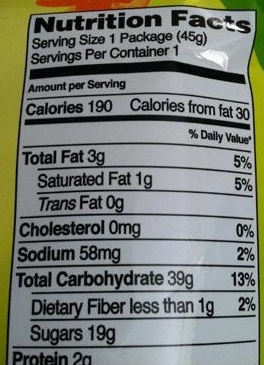 Nutrition Facts
Serving Size 1 Package (45g)
Servings Per Container 1
Amount per Serving
Calories 190 Calories from fat 30
% Daily Value*
Total Fat 3g 5%
Saturated Fat 1g 5%
Trans Fat 0g
Cholesterol 0mg 0%
Sodium 58mg 2%
Total Carbohydrate 39g 13%
Dietary Fiber less than 1g 2%
Sugars 19g
Protein 2g